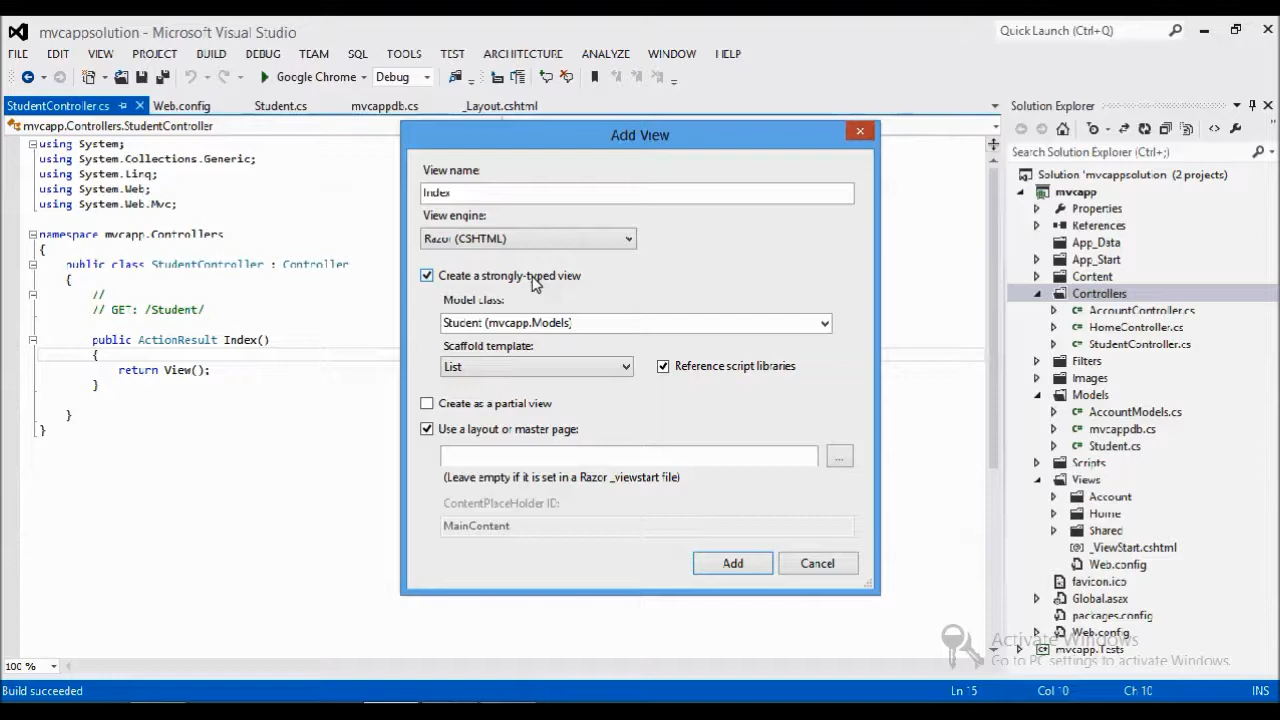 mvcappsolution - Microsoft Visual Studio
Quick Launch (Ctrl+Q)
FILE EDIT VIEW PROJECT BUILD DEBUG TEAM SQL TOOLS TEST ARCHITECTURE ANALYZE WINDOW HELP
Google Chrome Debug
StudentController.cs Web.config Student.cs mvcappdb.cs _Layout.cshtml
mvcapp.Controllers.StudentController
using System;
using System.Collections.Generic;
using System.Linq;
using System.Web;
using System.Web.Mvc;
namespace mvcapp.Controllers
{
public class StudentController : Controller
{
//
// GET: /Student/
public ActionResult Index()
{
return View();
}
}
}
100 %
Add View
View name:
Index
View engine:
Razor (CSHTML)
Create a strongly-typed view
Model class:
Student (mvcapp.Models)
Scaffold template:
List
Reference script libraries
Create as a partial view
Use a layout or master page:
...
(Leave empty if it is set in a Razor _viewstart file)
ContentPlaceHolder ID:
MainContent
Add Cancel
Solution Explorer
Search Solution Explorer (Ctrl+;)
Solution 'mvcappsolution' (2 projects)
mvcapp
Properties
References
App_Data
App_Start
Content
Controllers
AccountController.cs
HomeController.cs
StudentController.cs
Filters
Images
Models
AccountModels.cs
mvcappdb.cs
Student.cs
Scripts
Views
Account
Home
Shared
_ViewStart.cshtml
Web.config
favicon.ico
Global.asax
packages.config
Web.config
mvcapp.Tests
Activate Windows
Go to PC settings to activate Windows.
Build succeeded
Ln 15 Col 10 Ch 10 INS